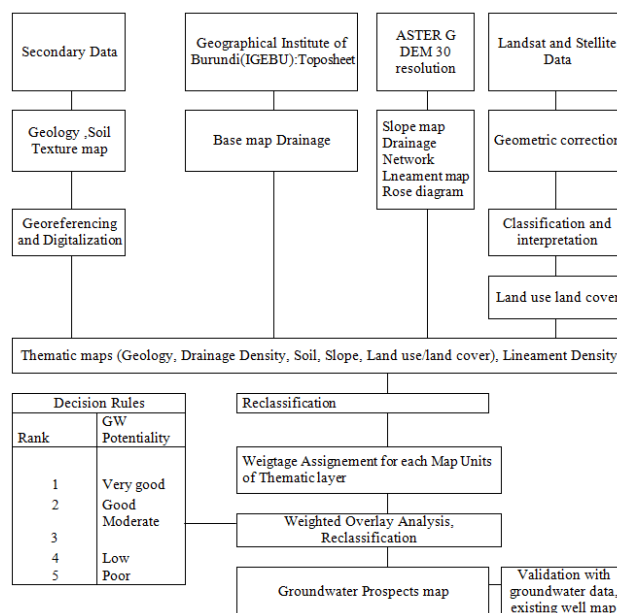 Secondary Data
Geographical Institute of
Burundi(IGEBU):Toposheet
ASTER G
DEM 30
resolution
Landsat and Stellite
Data
Geology ,Soil
Texture map
Base map Drainage
Slope map
Drainage
Network
Lneament map
Rose diagram
Geometric correction
Georeferencing
and Digitalization
Classification and
interpretation
Land use land cover
Thematic maps (Geology, Drainage Density, Soil, Slope, Land use/land cover), Lineament Density
Decision Rules
Rank
GW
Potentiality
1 Very good
2 Good
Moderate
3
4 Low
5 Poor
Reclassification
Weigtage Assignement for each Map Units
of Thematic layer
Weighted Overlay Analysis,
Reclassification
Groundwater Prospects map
Validation with
groundwater data,
existing well map